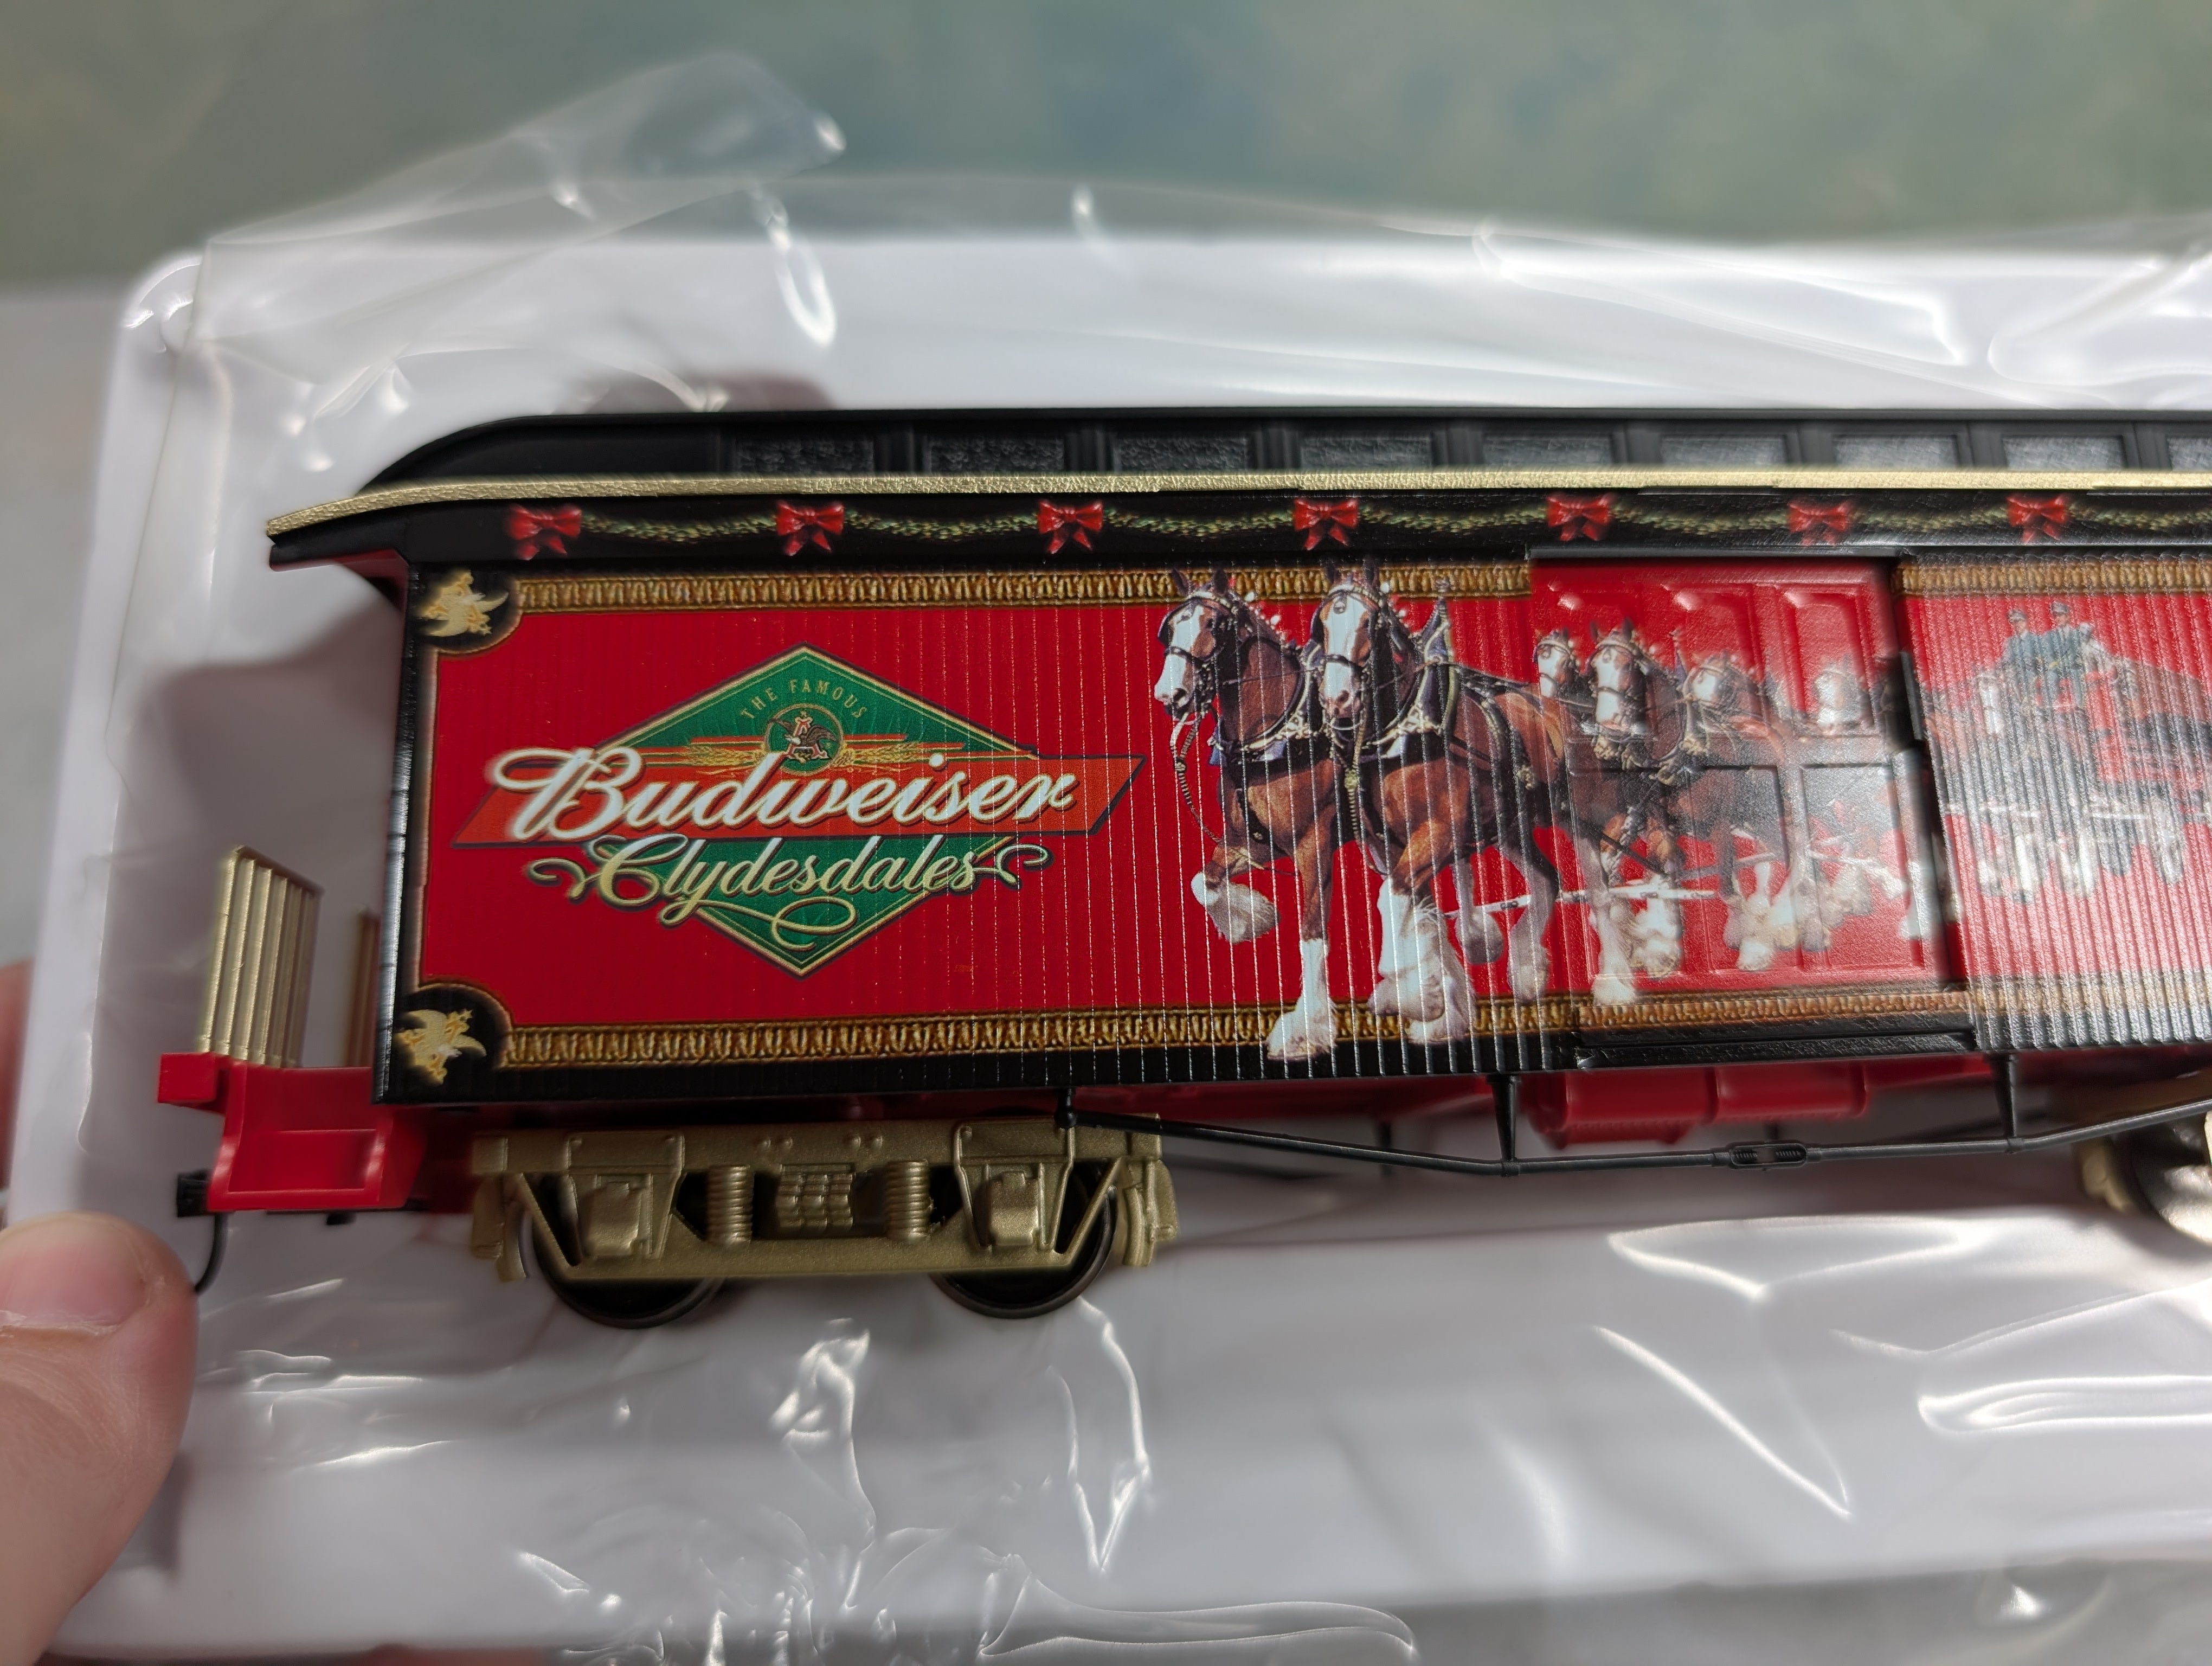 THE FAMOUS
Budweiser
Clydesdales